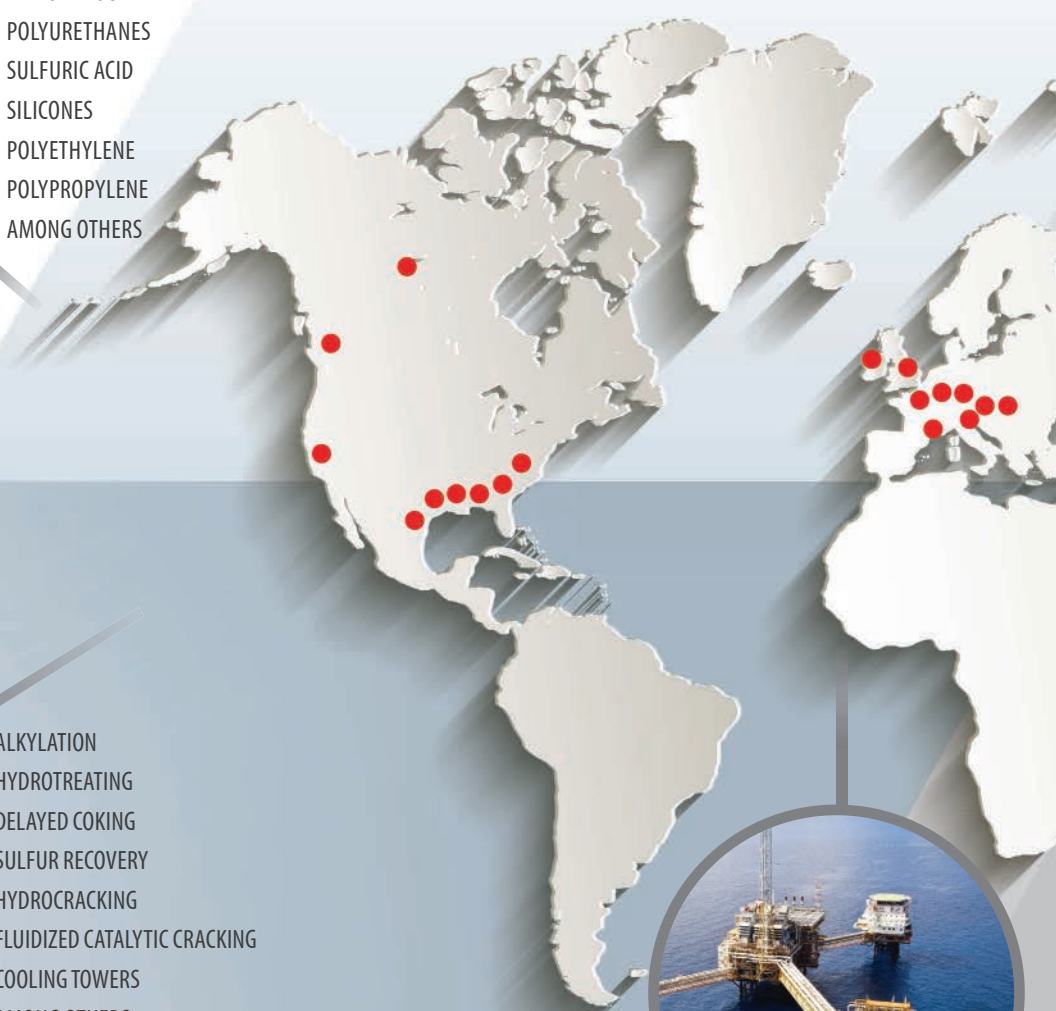 POLYURETHANES
SULFURIC ACID
SILICONES
POLYETHYLENE
POLYPROPYLENE
AMONG OTHERS
ALKYLATION
HYDROTREATING
DELAYED COKING
SULFUR RECOVERY
HYDROCRACKING
FLUIDIZED CATALYTIC CRACKING
COOLING TOWERS